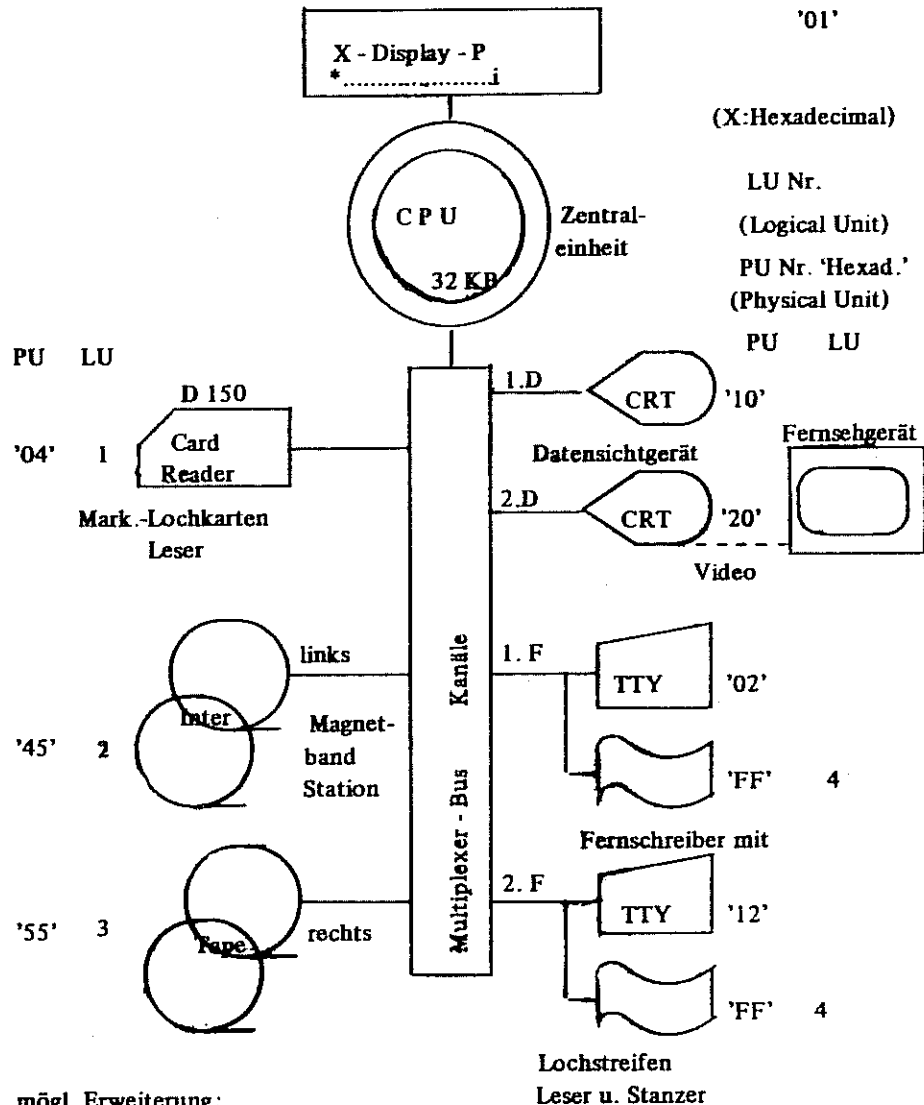 '01'
X - Display - P
*....................i
(X:Hexadecimal)
LU Nr.
(Logical Unit)
PU Nr. 'Hexad.'
(Physical Unit)
C P U
32 KB
Zentral-
einheit
PU LU
PU LU
D 150
Card
Reader
'04' 1
Mark.-Lochkarten
Leser
1.D
CRT
'10'
Datensichtgerät
Fernsehgerät
2.D
CRT
'20'
Video
Multiplexer - Bus Kanäle
links
Inter
'45' 2
Magnet-
band
Station
'55' 3
Tape
rechts
1. F
TTY
'02'
'FF' 4
Fernschreiber mit
2. F
TTY
'12'
'FF' 4
Lochstreifen
Leser u. Stanzer
mögl. Erweiterung: